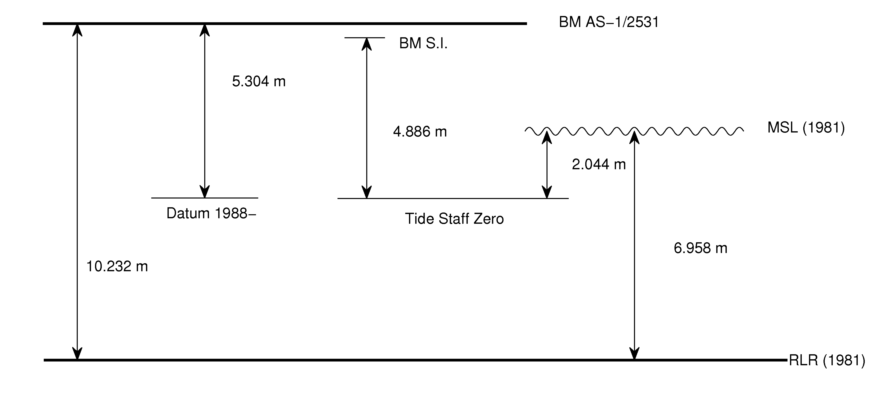 BM AS−1/2531
BM S.I.
5.304 m
4.886 m
MSL (1981)
2.044 m
Datum 1988−
Tide Staff Zero
6.958 m
10.232 m
RLR (1981)